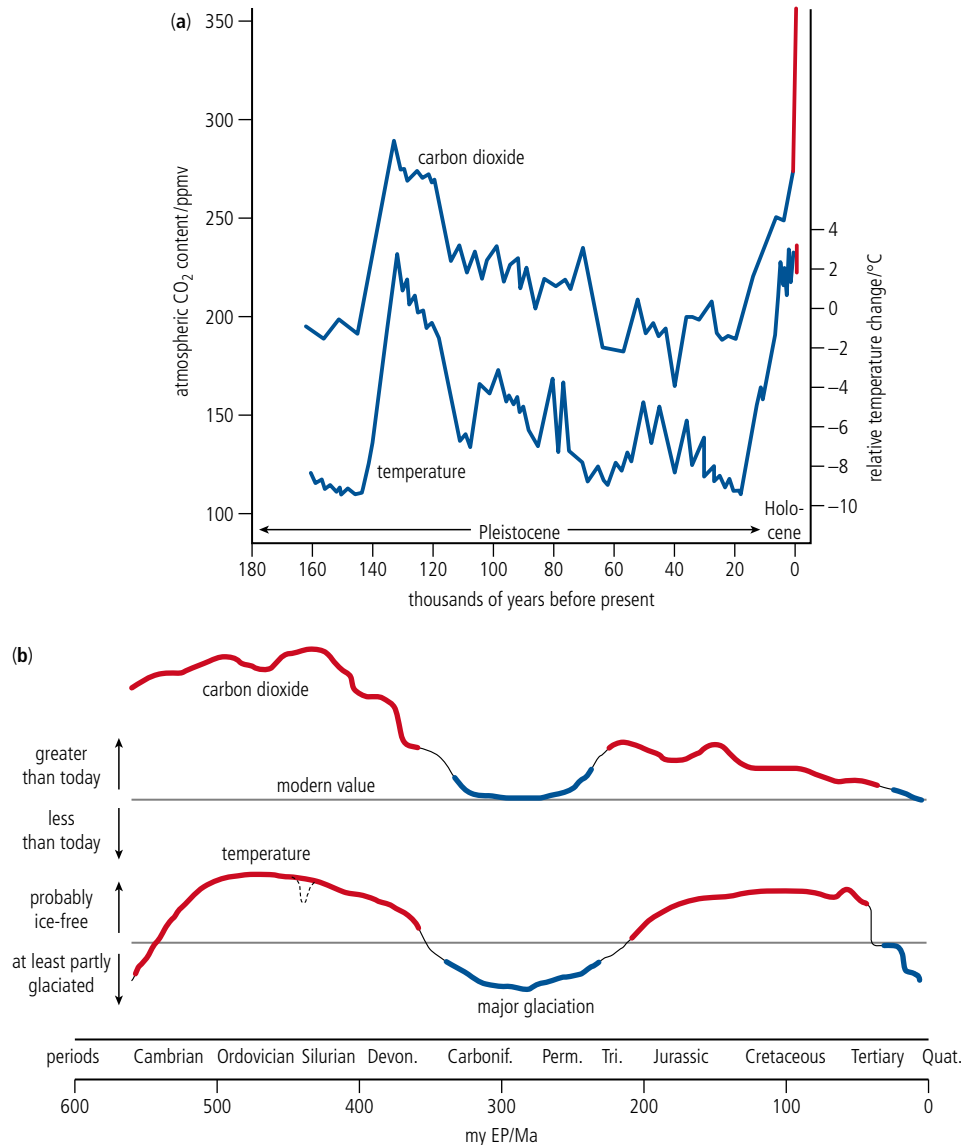 (a)
350
300
250
200
150
100
atmospheric CO₂ content/ppmv
carbon dioxide
temperature
4
2
0
−2
−4
−6
−8
−10
relative temperature change/°C
Pleistocene
Holo-
cene
180 160 140 120 100 80 60 40 20 0
thousands of years before present
(b)
carbon dioxide
greater
than today
modern value
less
than today
temperature
probably
ice-free
at least partly
glaciated
major glaciation
periods Cambrian Ordovician Silurian Devon. Carbonif. Perm. Tri. Jurassic Cretaceous Tertiary Quat.
600 500 400 300 200 100 0
my EP/Ma